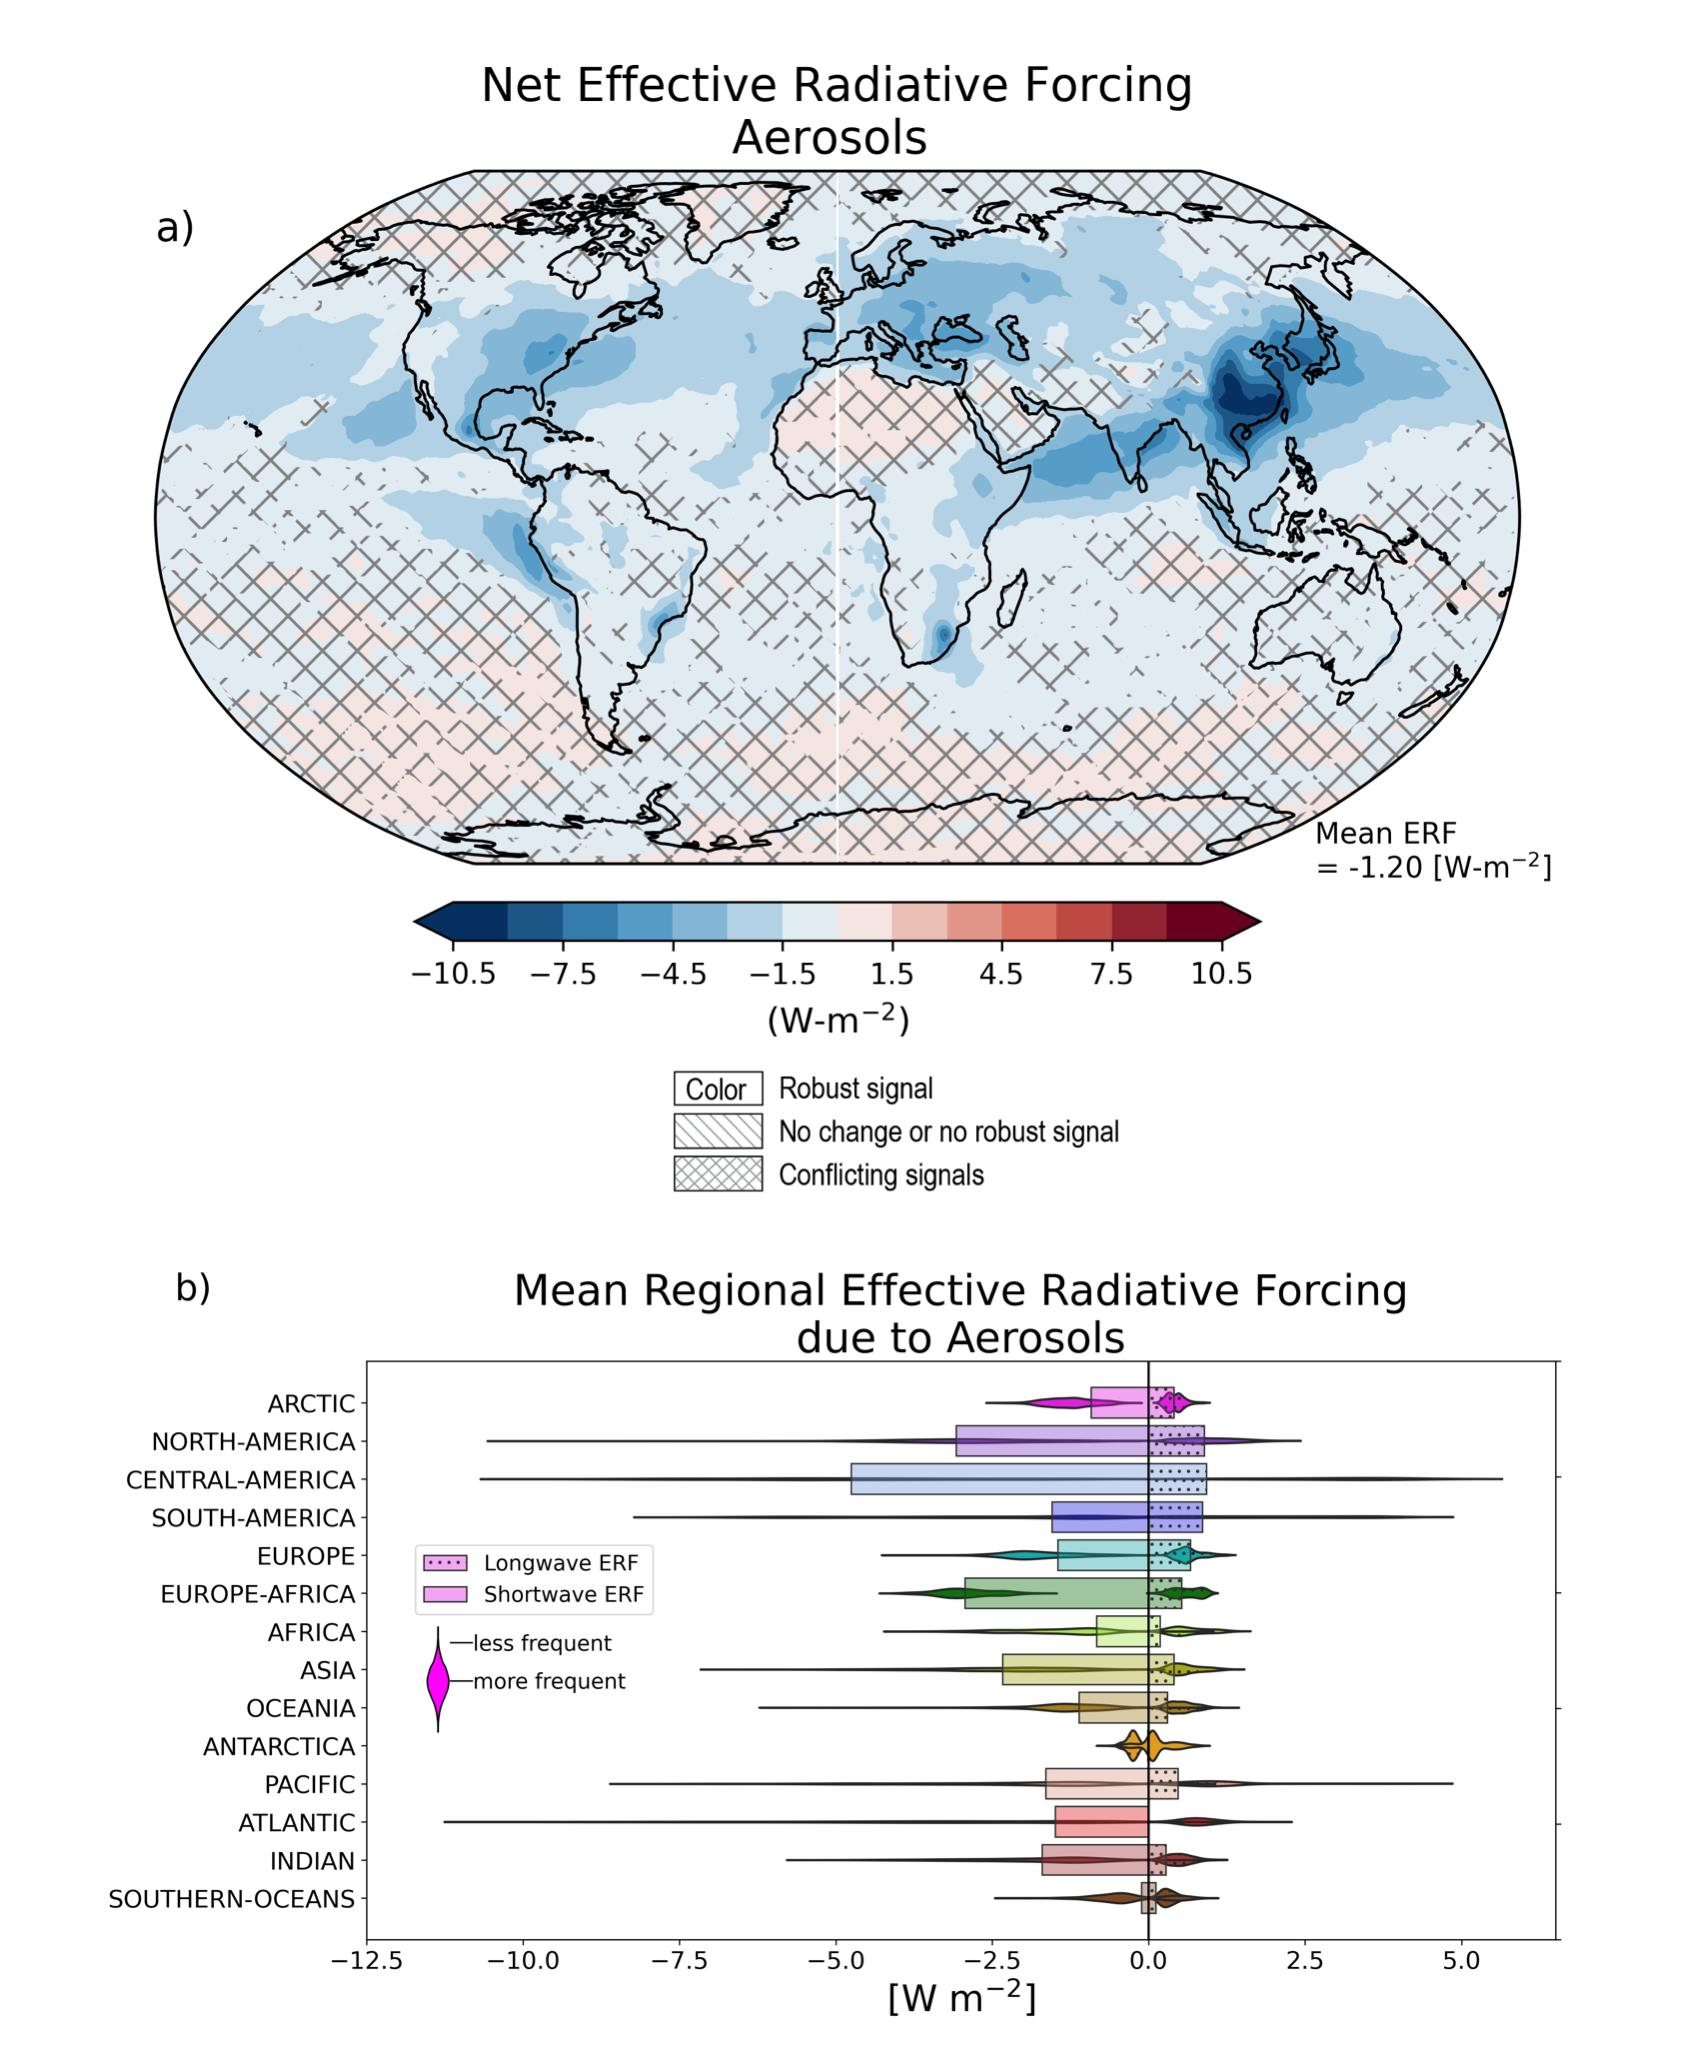 Net Effective Radiative Forcing
Aerosols
a)
Mean ERF
= -1.20 [W-m⁻²]
−10.5 −7.5 −4.5 −1.5 1.5 4.5 7.5 10.5
(W-m⁻²)
Color Robust signal
No change or no robust signal
Conflicting signals
b)
Mean Regional Effective Radiative Forcing
due to Aerosols
ARCTIC
NORTH-AMERICA
CENTRAL-AMERICA
SOUTH-AMERICA
EUROPE
EUROPE-AFRICA
AFRICA
ASIA
OCEANIA
ANTARCTICA
PACIFIC
ATLANTIC
INDIAN
SOUTHERN-OCEANS
Longwave ERF
Shortwave ERF
less frequent
more frequent
−12.5 −10.0 −7.5 −5.0 −2.5 0.0 2.5 5.0
[W m⁻²]